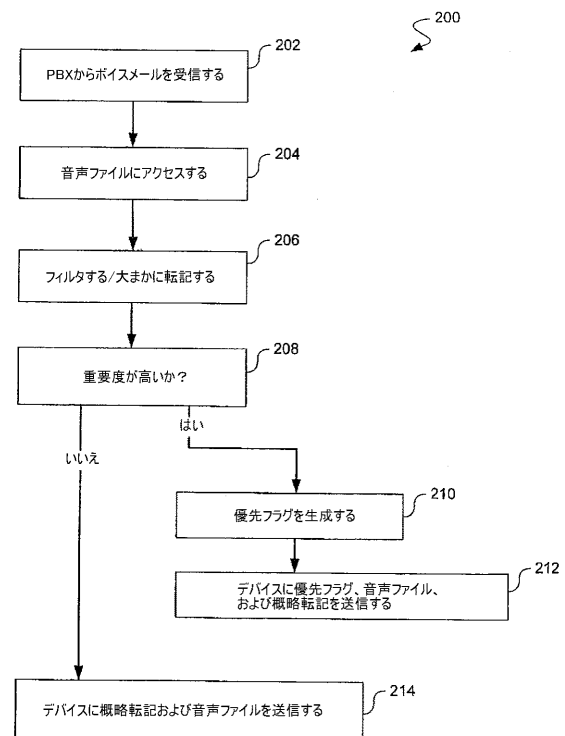 200
202
PBXからボイスメールを受信する
204
音声ファイルにアクセスする
206
フィルタする/大まかに転記する
208
重要度が高いか？
はい
いいえ
210
優先フラグを生成する
212
デバイスに優先フラグ、音声ファイル、
および概略転記を送信する
214
デバイスに概略転記および音声ファイルを送信する